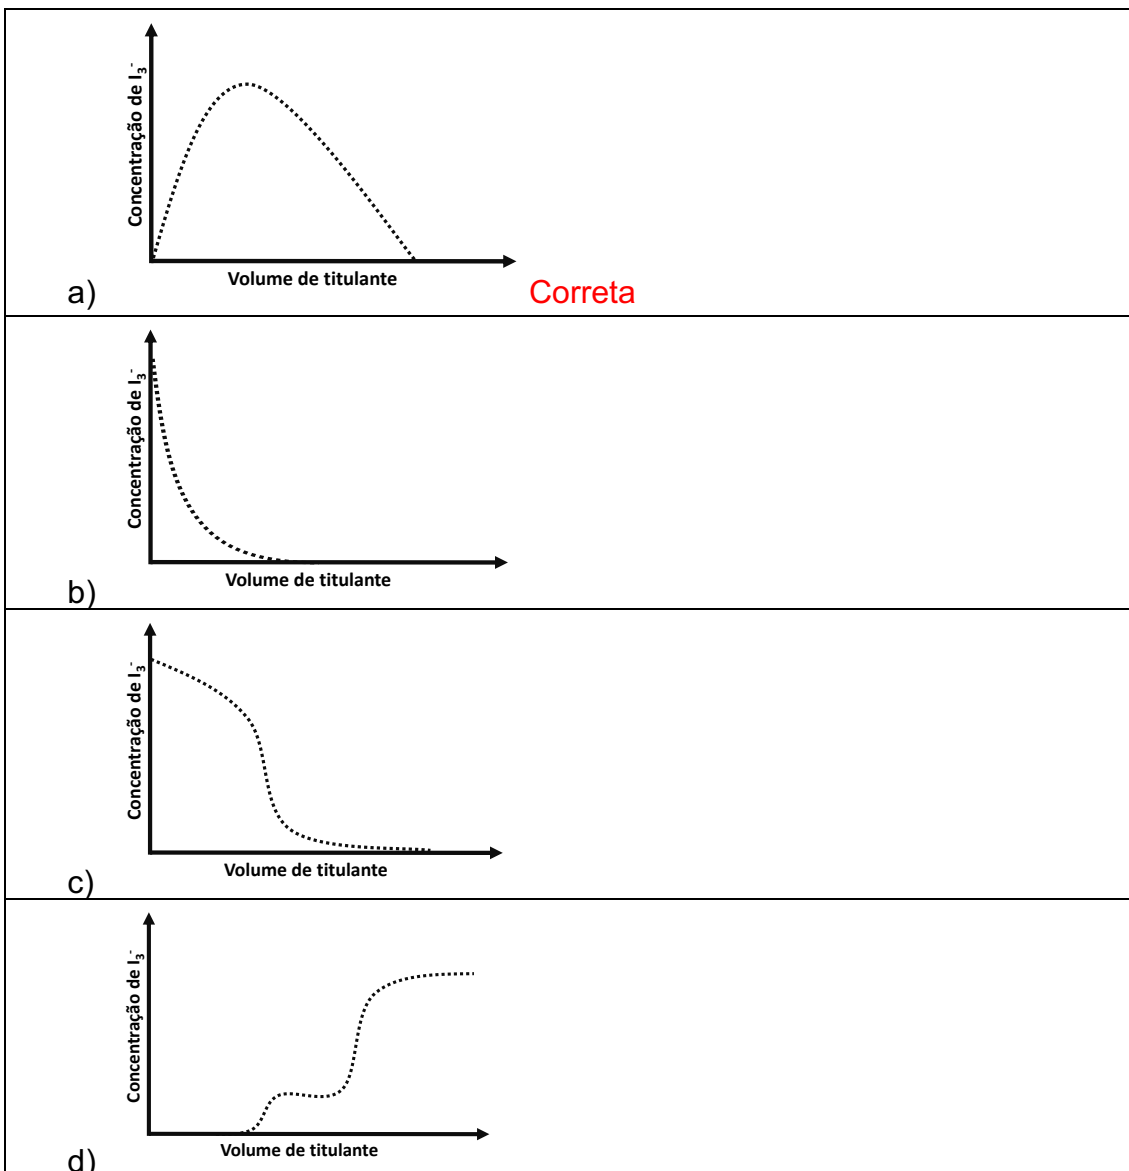 Concentração de I₃⁻
Volume de titulante
a)
Correta
Concentração de I₃⁻
Volume de titulante
b)
Concentração de I₃⁻
Volume de titulante
c)
Concentração de I₃⁻
Volume de titulante
d)